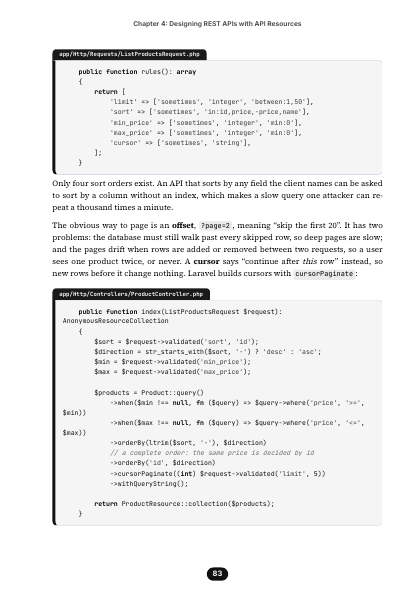 Chapter 4: Designing REST APIs with API Resources
app/Http/Requests/ListProductsRequest.php
public function rules(): array
{
return [
'limit' => ['sometimes', 'integer', 'between:1,50'],
'sort' => ['sometimes', 'in:id,price,-price,name'],
'min_price' => ['sometimes', 'integer', 'min:0'],
'max_price' => ['sometimes', 'integer', 'min:0'],
'cursor' => ['sometimes', 'string'],
];
}
Only four sort orders exist. An API that sorts by any field the client names can be asked
to sort by a column without an index, which makes a slow query one attacker can re-
peat a thousand times a minute.
The obvious way to page is an offset, ?page=2, meaning “skip the first 20”. It has two
problems: the database must still walk past every skipped row, so deep pages are slow;
and the pages drift when rows are added or removed between two requests, so a user
sees one product twice, or never. A cursor says “continue after this row” instead, so
new rows before it change nothing. Laravel builds cursors with cursorPaginate:
app/Http/Controllers/ProductController.php
public function index(ListProductsRequest $request):
AnonymousResourceCollection
{
$sort = $request->validated('sort', 'id');
$direction = str_starts_with($sort, '-') ? 'desc' : 'asc';
$min = $request->validated('min_price');
$max = $request->validated('max_price');
$products = Product::query()
->when($min !== null, fn ($query) => $query->where('price', '>=',
$min))
->when($max !== null, fn ($query) => $query->where('price', '<=',
$max))
->orderBy(ltrim($sort, '-'), $direction)
// a complete order: the same price is decided by id
->orderBy('id', $direction)
->cursorPaginate((int) $request->validated('limit', 5))
->withQueryString();
return ProductResource::collection($products);
}
83